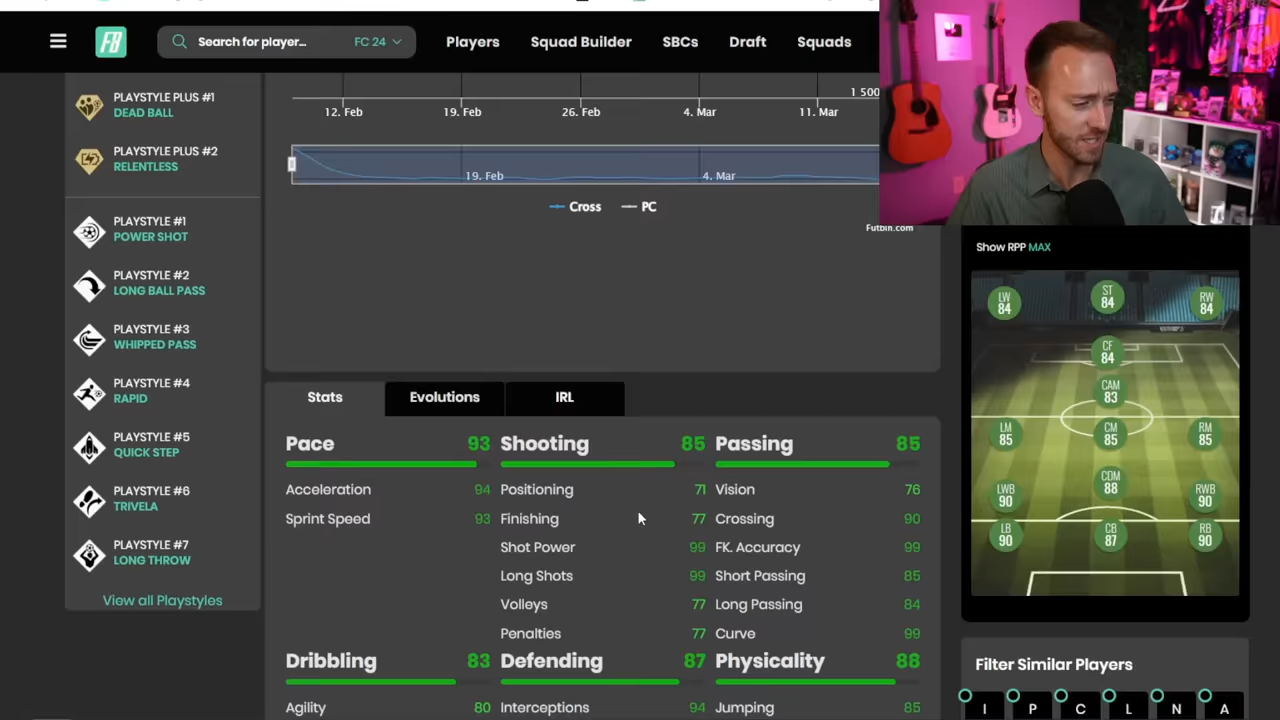 FB
Search for player...
FC 24
Players
Squad Builder
SBCs
Draft
Squads
PLAYSTYLE PLUS #1
DEAD BALL
PLAYSTYLE PLUS #2
RELENTLESS
PLAYSTYLE #1
POWER SHOT
PLAYSTYLE #2
LONG BALL PASS
PLAYSTYLE #3
WHIPPED PASS
PLAYSTYLE #4
RAPID
PLAYSTYLE #5
QUICK STEP
PLAYSTYLE #6
TRIVELA
PLAYSTYLE #7
LONG THROW
View all Playstyles
1 500
12. Feb
19. Feb
26. Feb
4. Mar
11. Mar
19. Feb
4. Mar
Cross
PC
Futbin.com
Stats
Evolutions
IRL
Pace 93
Acceleration 94
Sprint Speed 93
Shooting 85
Positioning 71
Finishing 77
Shot Power 99
Long Shots 99
Volleys 77
Penalties 77
Passing 85
Vision 76
Crossing 90
FK. Accuracy 99
Short Passing 85
Long Passing 84
Curve 99
Dribbling 83
Agility 80
Defending 87
Interceptions 94
Physicality 88
Jumping 85
Show RPP MAX
LW
84
ST
84
RW
84
CF
84
CAM
83
LM
85
CM
85
RM
85
CDM
88
LWB
90
RWB
90
LB
90
CB
87
RB
90
Filter Similar Players
I
P
C
L
N
A